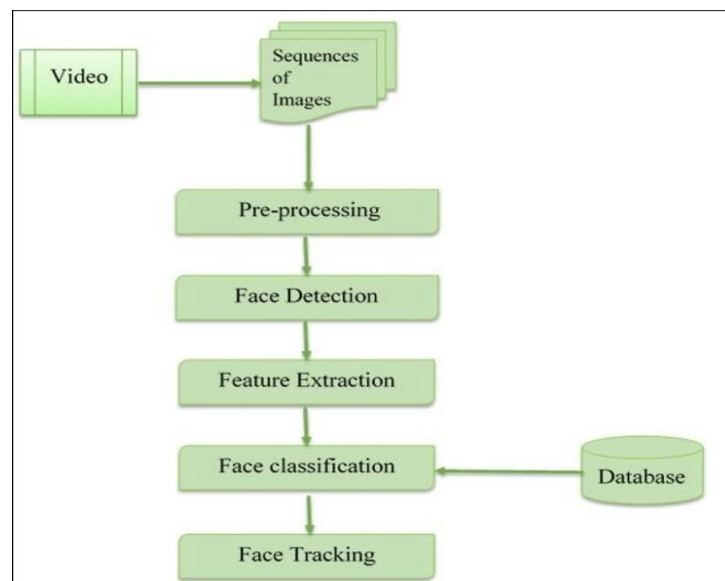 Video
Sequences
of
Images
Pre-processing
Face Detection
Feature Extraction
Face classification
Database
Face Tracking